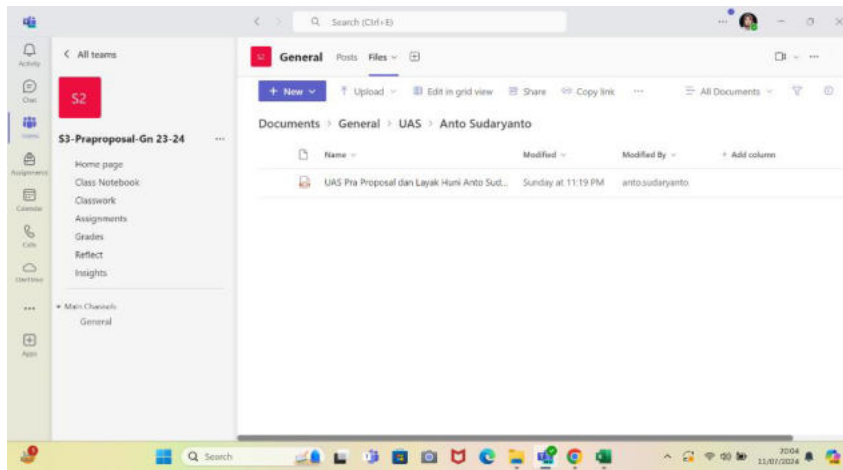 Search (Ctrl+E)
Activity
Chat
Teams
Assignments
Calendar
Calls
OneDrive
Apps
All teams
S2
S3-Praproposal-Gn 23-24
Home page
Class Notebook
Classwork
Assignments
Grades
Reflect
Insights
Main Channels
General
S2 General Posts Files
New Upload Edit in grid view Share Copy link All Documents
Documents > General > UAS > Anto Sudaryanto
Name Modified Modified By + Add column
UAS Pra Proposal dan Layak Huni Anto Sud... Sunday at 11:19 PM anto.sudaryanto
Search
20:04
11/07/2024